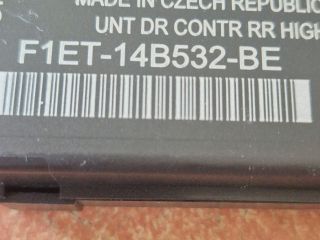 MADE IN CZECH REPUBLIC
UNT DR CONTR RR HIGH
F1ET-14B532-BE